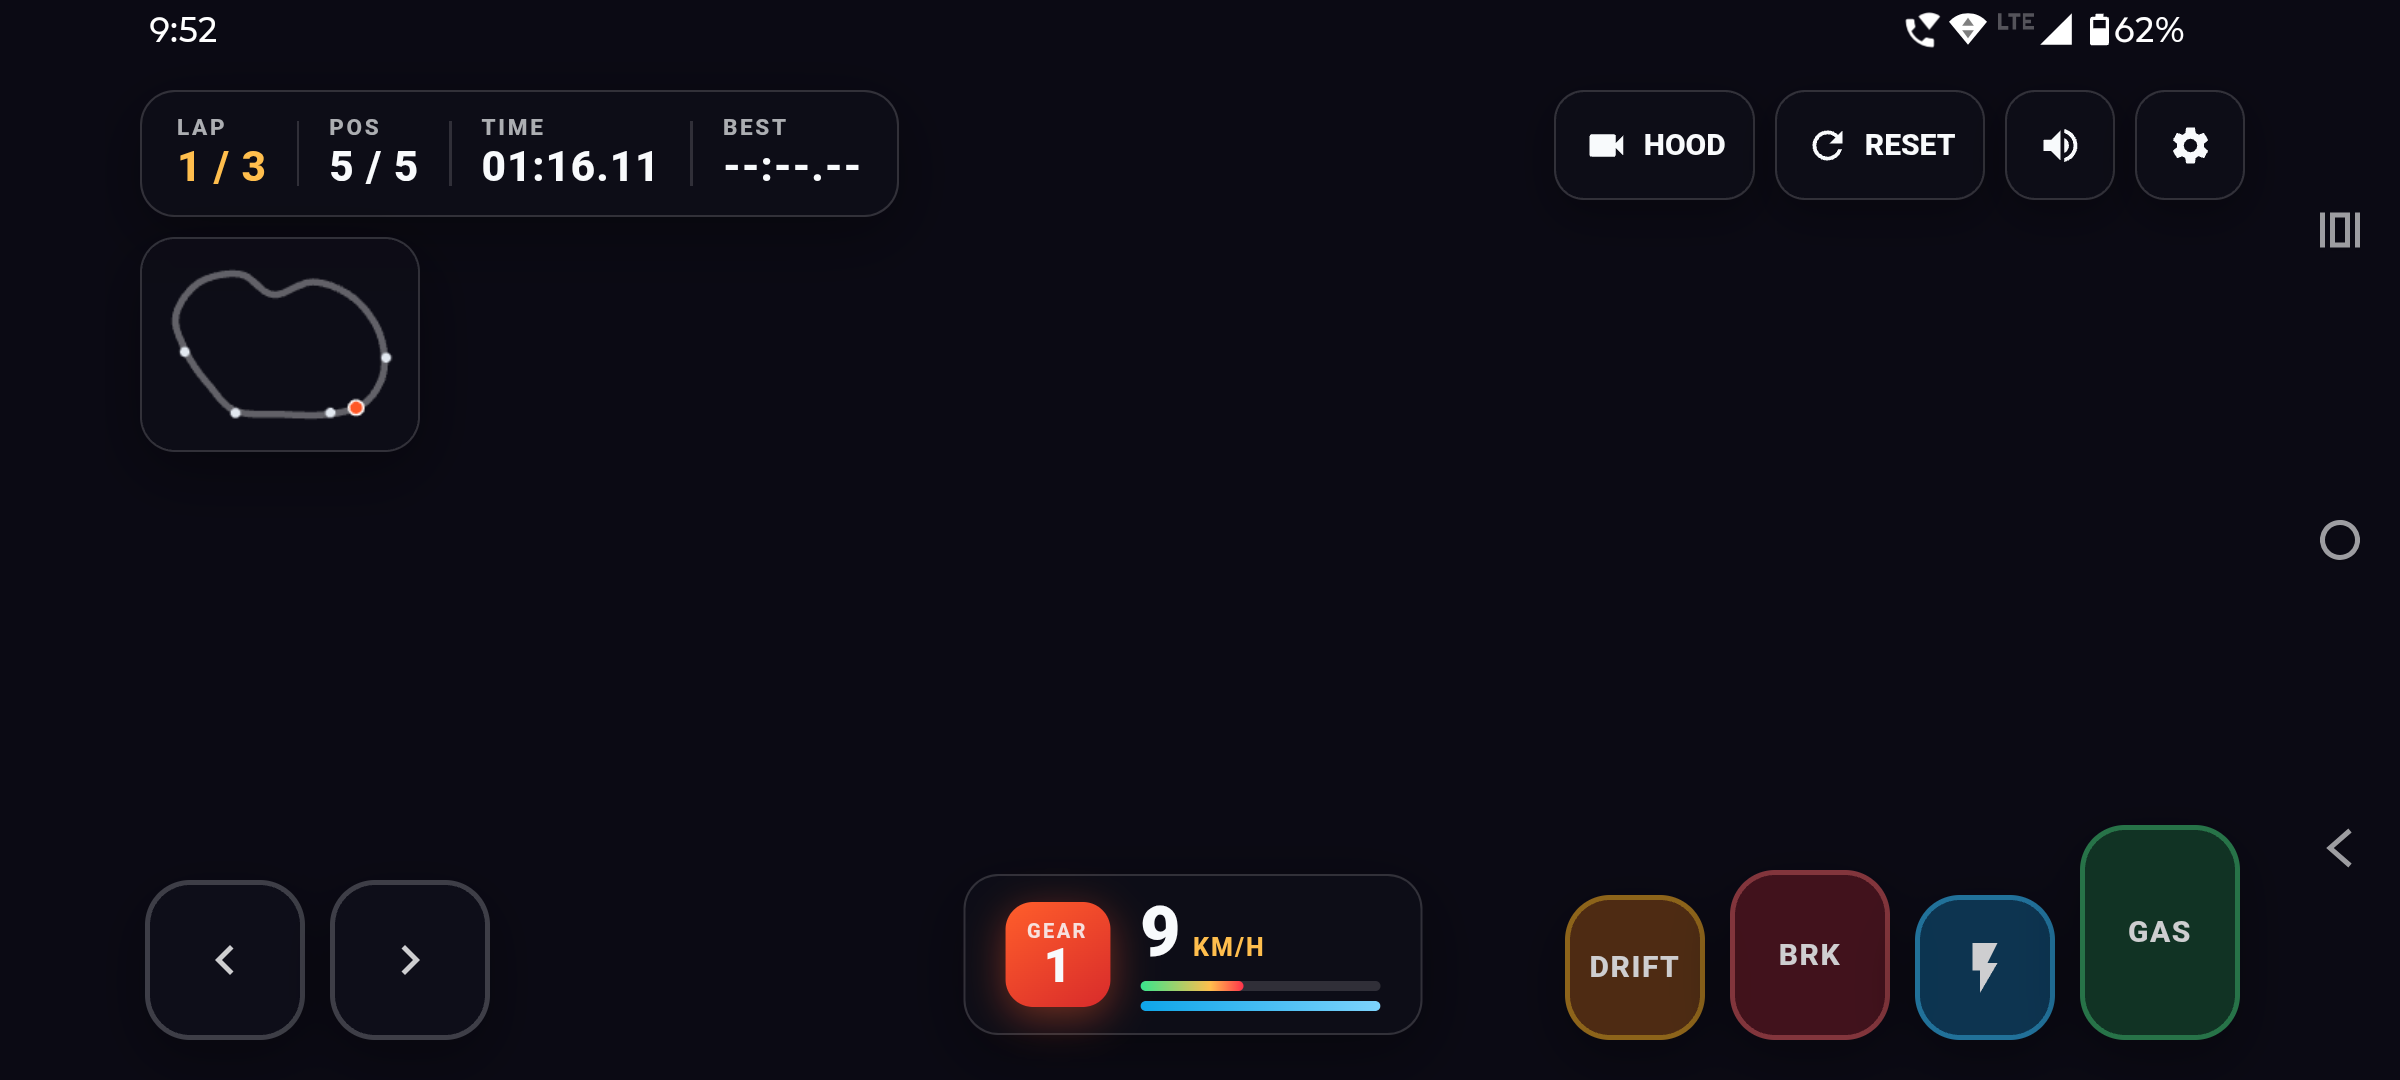 9:52
LTE
62%
LAP
1 / 3
POS
5 / 5
TIME
01:16.11
BEST
--:--.--
HOOD
RESET
GEAR
1
9 KM/H
DRIFT
BRK
GAS